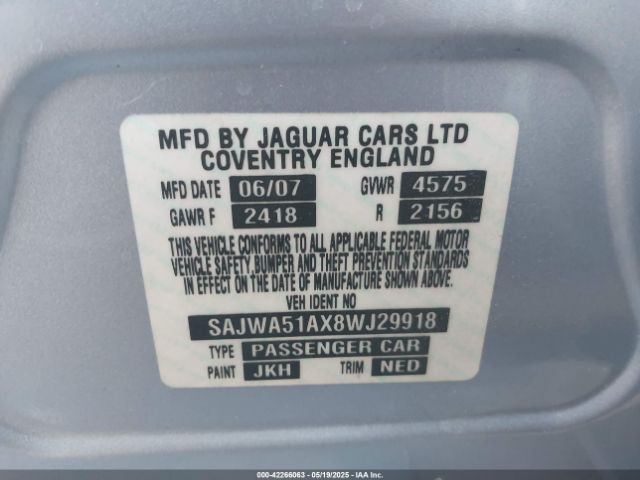 MFD BY JAGUAR CARS LTD
COVENTRY ENGLAND
MFD DATE 06/07 GVWR 4575
GAWR F 2418 R 2156
THIS VEHICLE CONFORMS TO ALL APPLICABLE FEDERAL MOTOR
VEHICLE SAFETY, BUMPER AND THEFT PREVENTION STANDARDS
IN EFFECT ON THE DATE OF MANUFACTURE SHOWN ABOVE.
VEH IDENT NO
SAJWA51AX8WJ29918
TYPE PASSENGER CAR
PAINT JKH TRIM NED
000-42266063 - 05/19/2025 - IAA Inc.